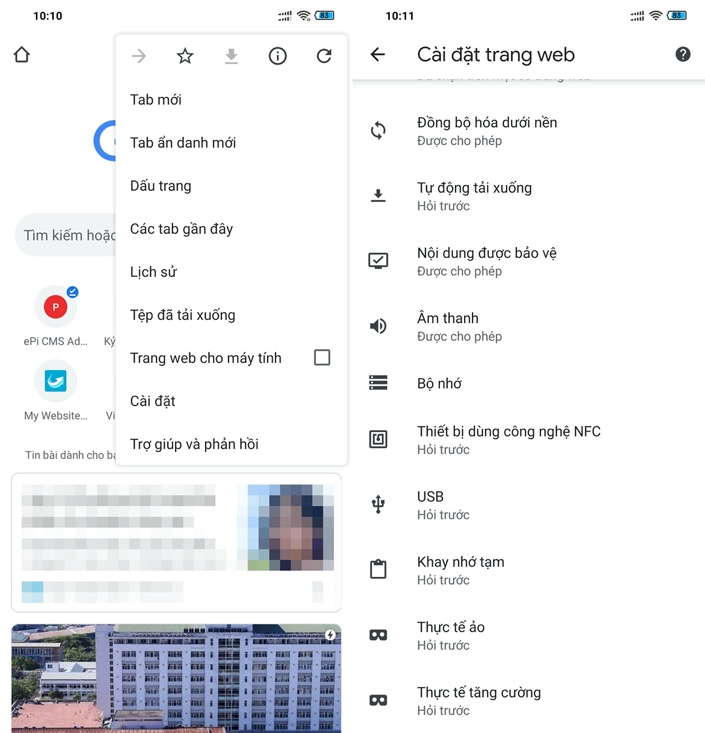 10:10
83
Tab mới
Tab ẩn danh mới
Dấu trang
Các tab gần đây
Lịch sử
Tệp đã tải xuống
Trang web cho máy tính
Cài đặt
Trợ giúp và phản hồi
Tìm kiếm hoặc
P
ePi CMS Ad...
My Website...
Tin bài dành cho
10:11
83
Cài đặt trang web
Đồng bộ hóa dưới nền
Được cho phép
Tự động tải xuống
Hỏi trước
Nội dung được bảo vệ
Được cho phép
Âm thanh
Được cho phép
Bộ nhớ
Thiết bị dùng công nghệ NFC
Hỏi trước
USB
Hỏi trước
Khay nhớ tạm
Hỏi trước
Thực tế ảo
Hỏi trước
Thực tế tăng cường
Hỏi trước